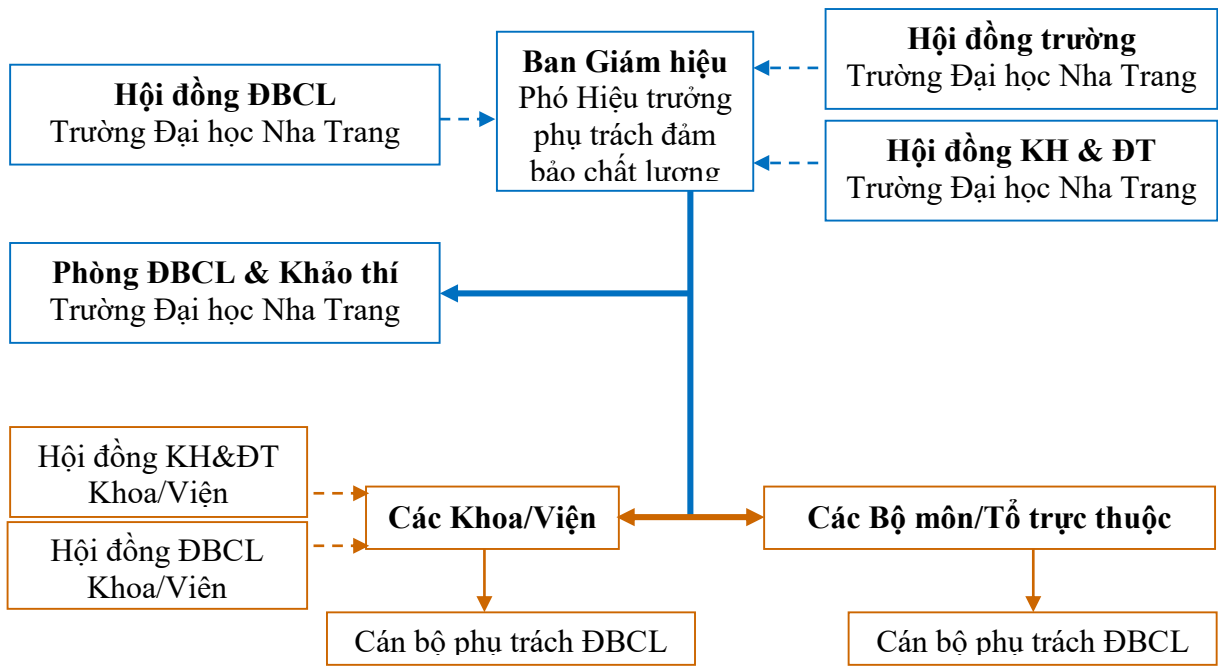 Hội đồng ĐBCL
Trường Đại học Nha Trang
Ban Giám hiệu
Phó Hiệu trưởng
phụ trách đảm
bảo chất lượng
Hội đồng trường
Trường Đại học Nha Trang
Hội đồng KH & ĐT
Trường Đại học Nha Trang
Phòng ĐBCL & Khảo thí
Trường Đại học Nha Trang
Hội đồng KH&ĐT
Khoa/Viện
Hội đồng ĐBCL
Khoa/Viên
Các Khoa/Viện
Các Bộ môn/Tổ trực thuộc
Cán bộ phụ trách ĐBCL
Cán bộ phụ trách ĐBCL